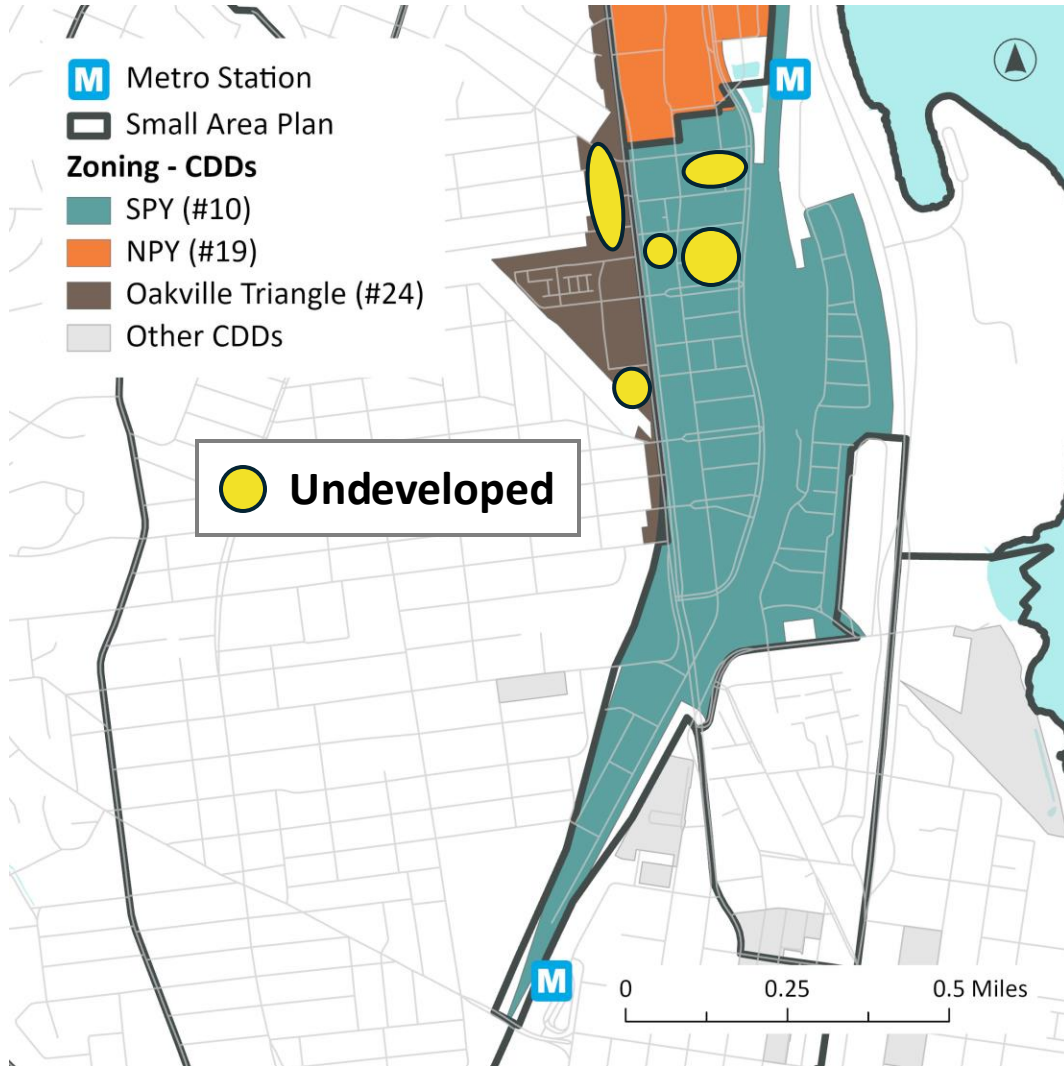 M Metro Station
Small Area Plan
Zoning - CDDs
SPY (#10)
NPY (#19)
Oakville Triangle (#24)
Other CDDs
M
Undeveloped
M
0 0.25 0.5 Miles